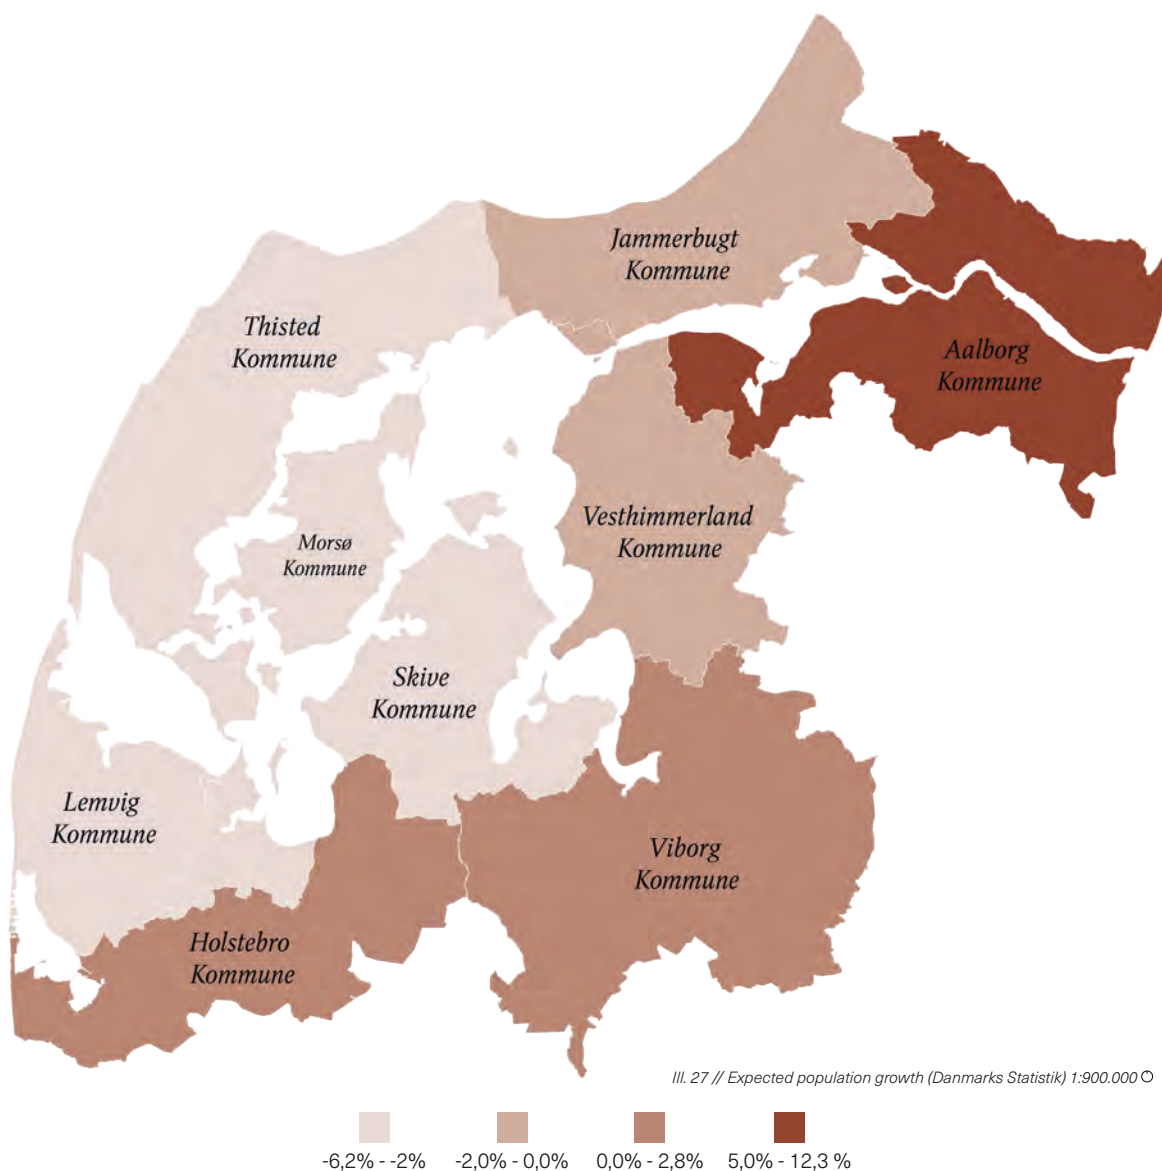 Jammerbugt
Kommune
Thisted
Kommune
Aalborg
Kommune
Vesthimmerland
Kommune
Morsø
Kommune
Skive
Kommune
Lemvig
Kommune
Viborg
Kommune
Holstebro
Kommune
Ill. 27 // Expected population growth (Danmarks Statistik) 1:900.000
-6,2% - -2%
-2,0% - 0,0%
0,0% - 2,8%
5,0% - 12,3 %